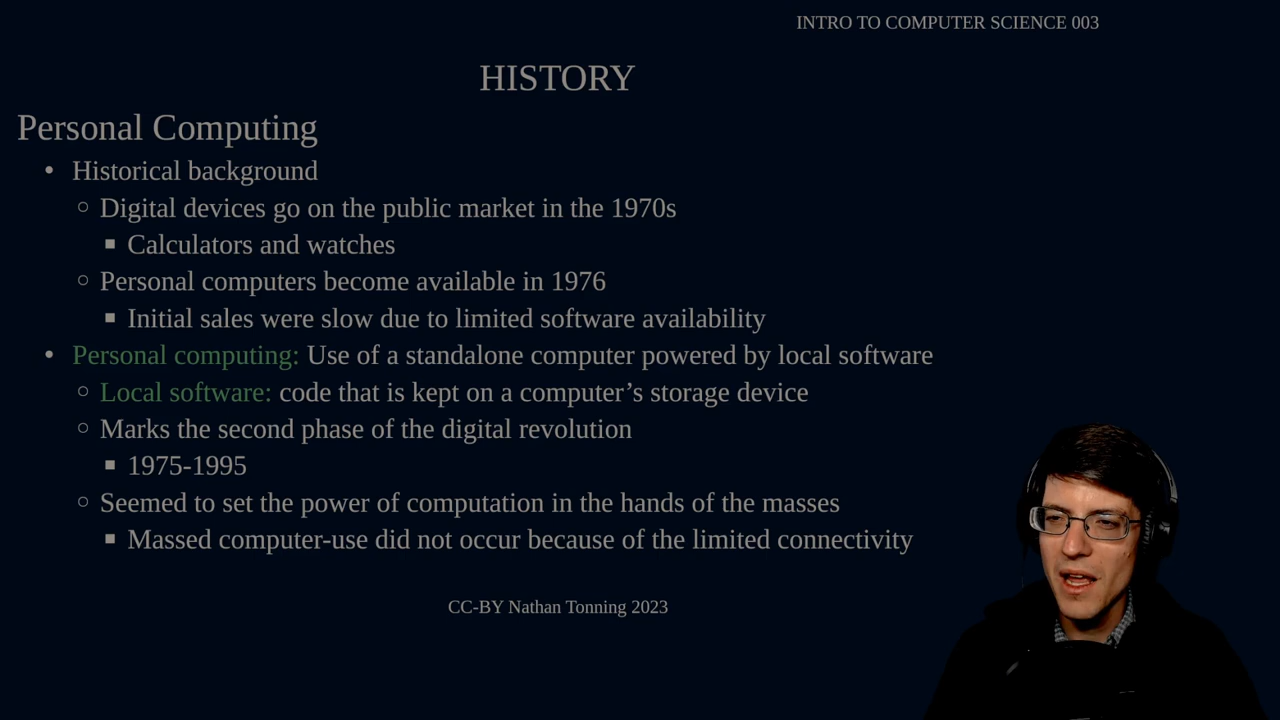 INTRO TO COMPUTER SCIENCE 003
HISTORY
Personal Computing
• Historical background
○ Digital devices go on the public market in the 1970s
■ Calculators and watches
○ Personal computers become available in 1976
■ Initial sales were slow due to limited software availability
• Personal computing: Use of a standalone computer powered by local software
○ Local software: code that is kept on a computer’s storage device
○ Marks the second phase of the digital revolution
■ 1975-1995
○ Seemed to set the power of computation in the hands of the masses
■ Massed computer-use did not occur because of the limited connectivity
CC-BY Nathan Tonning 2023